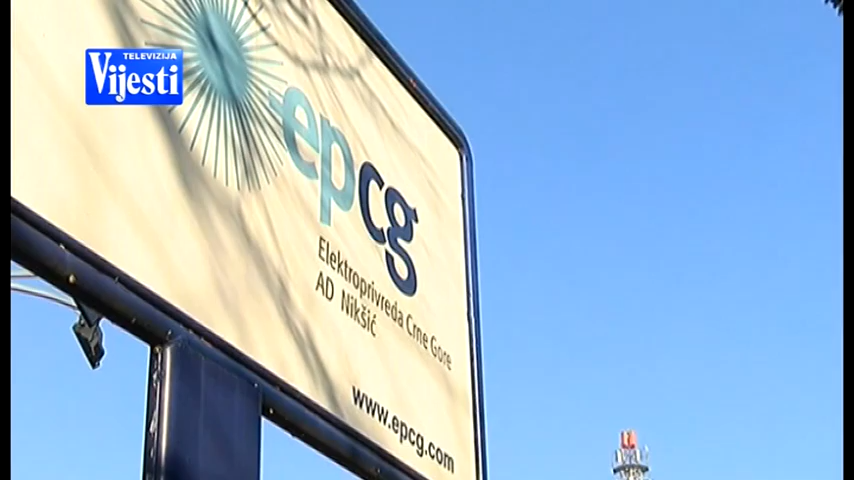 TELEVIZIJA
Vijesti
epcg
Elektroprivreda Crne Gore
AD Nikšić
www.epcg.com